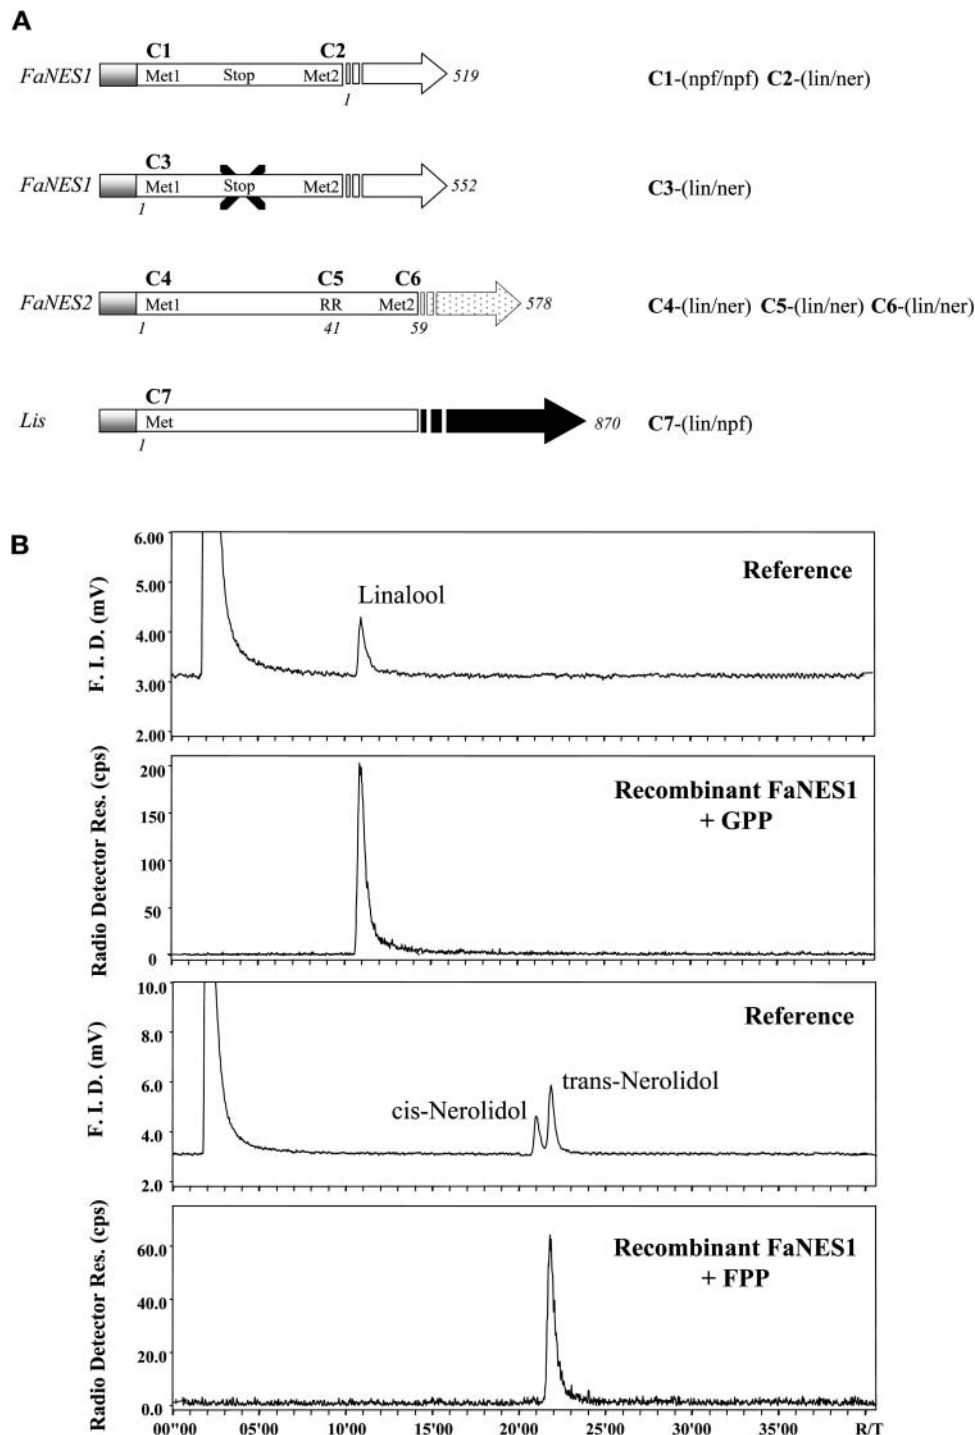 A
C1 C2
FaNES1 Met1 Stop Met2 519 C1-(npf/npf) C2-(lin/ner)
1
C3
FaNES1 Met1 Stop Met2 552 C3-(lin/ner)
1
C4 C5 C6
FaNES2 Met1 RR Met2 578 C4-(lin/ner) C5-(lin/ner) C6-(lin/ner)
1 41 59
C7
Lis Met 870 C7-(lin/npf)
1
B
F. I. D. (mV)
6.00
5.00
4.00
3.00
2.00
Reference
Linalool
Radio Detector Res. (cps)
200
150
100
50
0
Recombinant FaNES1
+ GPP
F. I. D. (mV)
10.0
8.0
6.0
4.0
2.0
Reference
trans-Nerolidol
cis-Nerolidol
Radio Detector Res. (cps)
60.0
40.0
20.0
0.0
Recombinant FaNES1
+ FPP
00'00 05'00 10'00 15'00 20'00 25'00 30'00 35'00 R/T